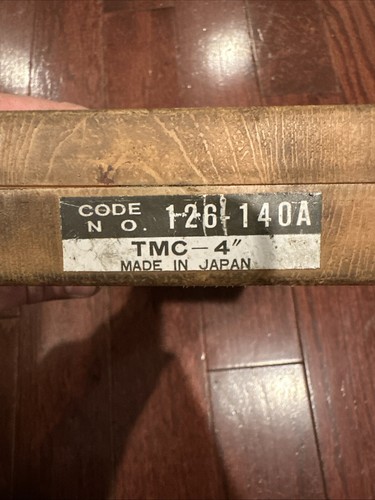 CODE NO. 126-140A
TMC-4"
MADE IN JAPAN